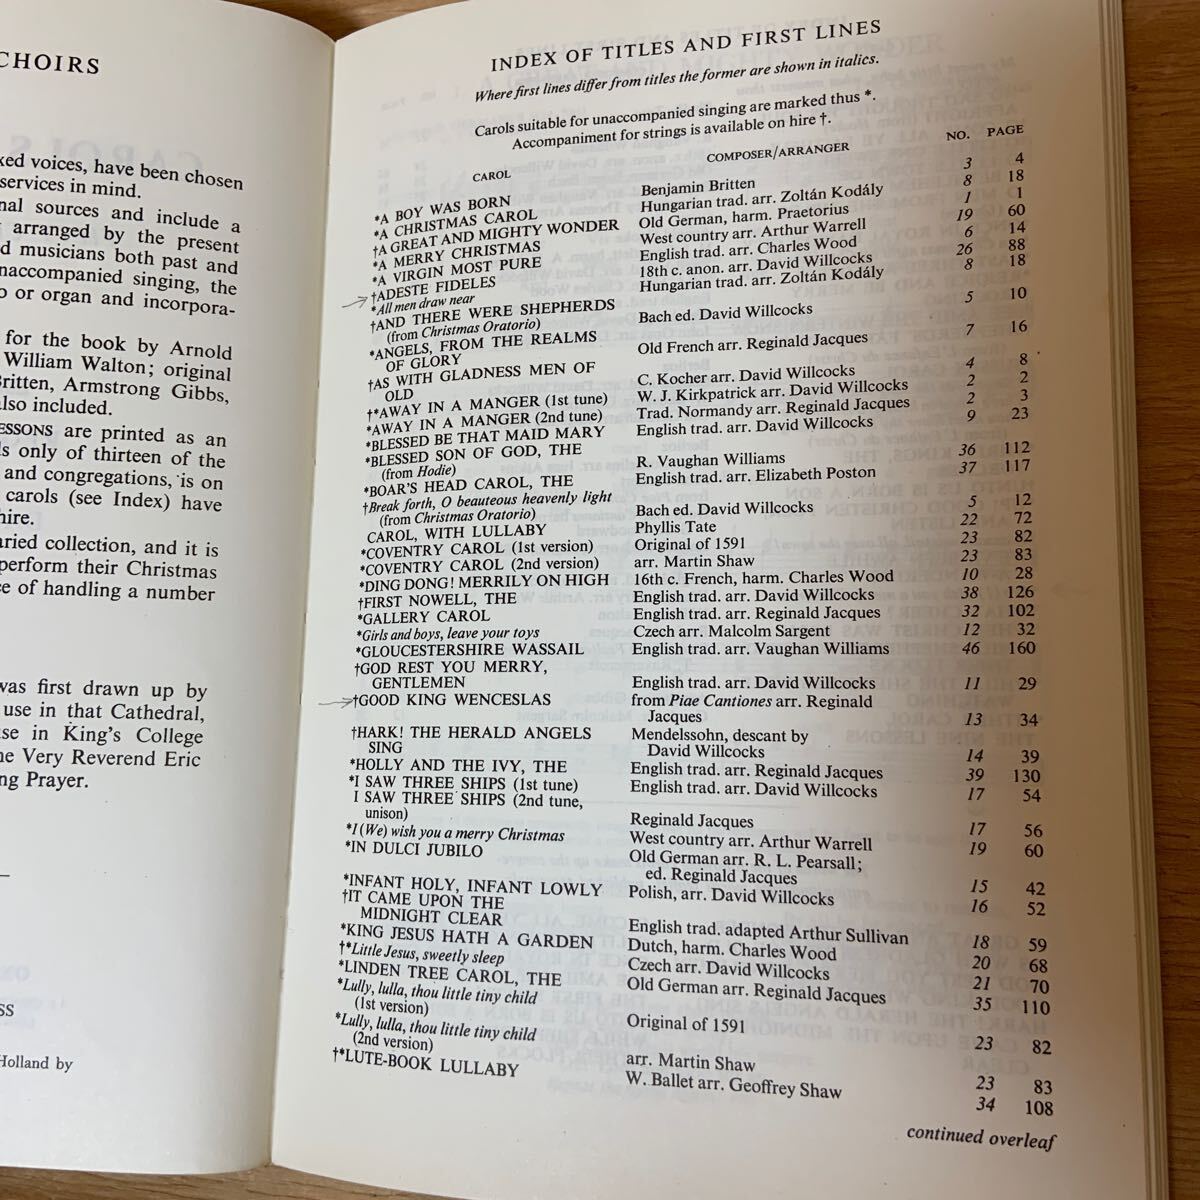 CHOIRS
ked voices, have been chosen
services in mind.
nal sources and include a
arranged by the present
d musicians both past and
naccompanied singing, the
o or organ and incorpora-
for the book by Arnold
William Walton; original
Britten, Armstrong Gibbs,
also included.
ESSONS are printed as an
ls only of thirteen of the
and congregations, is on
carols (see Index) have
hire.
aried collection, and it is
perform their Christmas
ce of handling a number
was first drawn up by
use in that Cathedral,
use in King's College
he Very Reverend Eric
ng Prayer.
SS
Holland by
INDEX OF TITLES AND FIRST LINES
Where first lines differ from titles the former are shown in italics.
Carols suitable for unaccompanied singing are marked thus *.
Accompaniment for strings is available on hire †.
CAROL COMPOSER/ARRANGER NO. PAGE
*A BOY WAS BORN Benjamin Britten 3 4
*A CHRISTMAS CAROL Hungarian trad. arr. Zoltán Kodály 8 18
†A GREAT AND MIGHTY WONDER Old German, harm. Praetorius 1 1
*A MERRY CHRISTMAS West country arr. Arthur Warrell 19 60
*A VIRGIN MOST PURE English trad. arr. Charles Wood 6 14
†ADESTE FIDELES 18th c. anon. arr. David Willcocks 26 88
*All men draw near Hungarian trad. arr. Zoltán Kodály 8 18
†AND THERE WERE SHEPHERDS
(from Christmas Oratorio) Bach ed. David Willcocks 5 10
*ANGELS, FROM THE REALMS
OF GLORY Old French arr. Reginald Jacques 7 16
†AS WITH GLADNESS MEN OF
OLD C. Kocher arr. David Willcocks 4 8
†*AWAY IN A MANGER (1st tune) W. J. Kirkpatrick arr. David Willcocks 2 2
*AWAY IN A MANGER (2nd tune) Trad. Normandy arr. Reginald Jacques 2 3
*BLESSED BE THAT MAID MARY English trad. arr. David Willcocks 9 23
*BLESSED SON OF GOD, THE
(from Hodie) R. Vaughan Williams 36 112
*BOAR'S HEAD CAROL, THE English trad. arr. Elizabeth Poston 37 117
†Break forth, O beauteous heavenly light
(from Christmas Oratorio) Bach ed. David Willcocks 5 12
CAROL, WITH LULLABY Phyllis Tate 22 72
*COVENTRY CAROL (1st version) Original of 1591 23 82
*COVENTRY CAROL (2nd version) arr. Martin Shaw 23 83
*DING DONG! MERRILY ON HIGH 16th c. French, harm. Charles Wood 10 28
†FIRST NOWELL, THE English trad. arr. David Willcocks 38 126
*GALLERY CAROL English trad. arr. Reginald Jacques 32 102
*Girls and boys, leave your toys Czech arr. Malcolm Sargent 12 32
*GLOUCESTERSHIRE WASSAIL English trad. arr. Vaughan Williams 46 160
†GOD REST YOU MERRY,
GENTLEMEN English trad. arr. David Willcocks 11 29
†GOOD KING WENCESLAS from Piae Cantiones arr. Reginald
Jacques 13 34
†HARK! THE HERALD ANGELS Mendelssohn, descant by
SING David Willcocks 14 39
*HOLLY AND THE IVY, THE English trad. arr. Reginald Jacques 39 130
*I SAW THREE SHIPS (1st tune) English trad. arr. David Willcocks 17 54
I SAW THREE SHIPS (2nd tune,
unison) Reginald Jacques 17 56
*I (We) wish you a merry Christmas West country arr. Arthur Warrell 19 60
*IN DULCI JUBILO Old German arr. R. L. Pearsall;
ed. Reginald Jacques 15 42
*INFANT HOLY, INFANT LOWLY Polish, arr. David Willcocks 16 52
†IT CAME UPON THE
MIDNIGHT CLEAR English trad. adapted Arthur Sullivan 18 59
*KING JESUS HATH A GARDEN Dutch, harm. Charles Wood 20 68
†*Little Jesus, sweetly sleep Czech arr. David Willcocks 21 70
*LINDEN TREE CAROL, THE Old German arr. Reginald Jacques 35 110
*Lully, lulla, thou little tiny child
(1st version) Original of 1591 23 82
*Lully, lulla, thou little tiny child
(2nd version) arr. Martin Shaw 23 83
†*LUTE-BOOK LULLABY W. Ballet arr. Geoffrey Shaw 34 108
continued overleaf